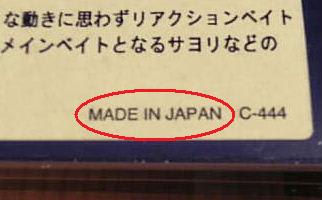 な動きに思わずリアクションベイト
メインベイトとなるサヨリなどの
MADE IN JAPAN C-444